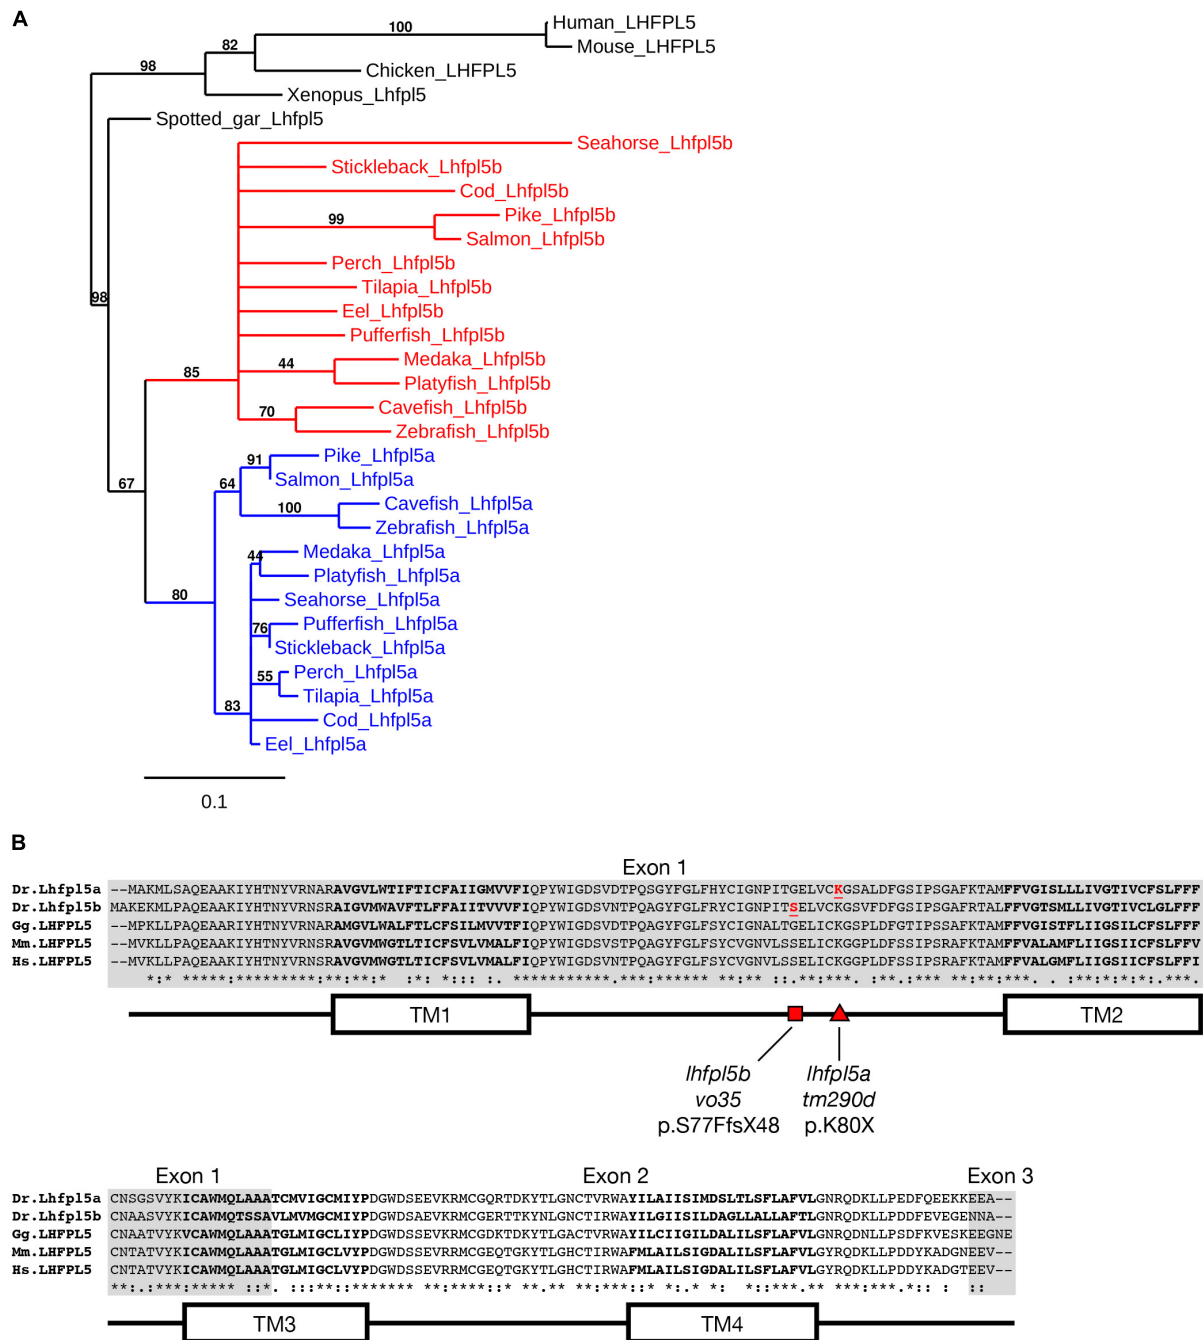 A
Human_LHFPL5
100
Mouse_LHFPL5
82
Chicken_LHFPL5
98
Xenopus_Lhfpl5
Spotted_gar_Lhfpl5
Seahorse_Lhfpl5b
Stickleback_Lhfpl5b
Cod_Lhfpl5b
Pike_Lhfpl5b
99
Salmon_Lhfpl5b
Perch_Lhfpl5b
Tilapia_Lhfpl5b
98
Eel_Lhfpl5b
Pufferfish_Lhfpl5b
Medaka_Lhfpl5b
44
85
Platyfish_Lhfpl5b
Cavefish_Lhfpl5b
70
Zebrafish_Lhfpl5b
Pike_Lhfpl5a
91
Salmon_Lhfpl5a
67
64
Cavefish_Lhfpl5a
100
Zebrafish_Lhfpl5a
Medaka_Lhfpl5a
44
Platyfish_Lhfpl5a
80
Seahorse_Lhfpl5a
Pufferfish_Lhfpl5a
76
Stickleback_Lhfpl5a
Perch_Lhfpl5a
55
Tilapia_Lhfpl5a
83
Cod_Lhfpl5a
Eel_Lhfpl5a
0.1
B
Exon 1
Dr.Lhfpl5a --MAKMLSAQEAAKIYHTNYVRNARAVGVLWTIFTICFAIIGMVVFIQPYWIGDSVDTPQSGYFGLFHYCIGNPITGELVCKGSALDFGSIPSGAFKTAMFFVGISLLLIVGTIVCFSLFFF
Dr.Lhfpl5b MAKEKMLPAQEAAKIYHTNYVRNARAIGVMWAVFTLCFAIITVVVFIQPYWIGDSVNTPQAGYFGLFHYCIGNPITSELVCKGSVFDFGSIPSGAFRTALFFVGTSMLLIVGTIVCLGLFFF
Gg.LHFPL5 --MPKLLPAQEAARIYHTNYVRNARAMGVLWALFTLCFSILMVVTFIQPYWIGDSVNTPQAGYFGLFSYCIGNALTGELICKGSPLDFGTIPSSAFKTAMFFVGISTFLIIGSILCFSLFFF
Mm.LHFPL5 --MVKLLPAQEAAKIYHTNYVRNSRAVGVMWGTLTICFSVLVMALFIQPYWIGDSVNTPQAGYFGLFSYCVGNVLSSELICKGGPLDFSSIPSRAFKTAMFFVALAMFLIIGSIICFSLFFV
Hs.LHFPL5 --MVKLLPAQEAAKIYHTNYVRNSRAVGVMWGTLTICFSVLVMALFIQPYWIGDSVNTPQAGYFGLFSYCVGNVLSSELICKGGPLDFSSIPSRAFKTAMFFVALGMFLIIGSIICFSLFFI
TM1
TM2
lhfpl5b
lhfpl5a
vo35
tm290d
p.S77FfsX48
p.K80X
Exon 1
Exon 2
Exon 3
Dr.Lhfpl5a CNSGSVYKICAWMQLAAATCMVIGCMIYPDGWDSEEVKRMCGQRTDKYTLGNCTVRWAYILAIISIMDSLTLSFLAFVLGNRQDKLLPEDFQEEKKEEA--
Dr.Lhfpl5b CNAASVYKICAWMQTSSAVLMVMGCMIYPDGWDSAEVKRMCGERTTKYNLGNCTIRWAYILGIISILDAGLLALLAFTLGNRQDKLLPDDFEVEGENNA--
Gg.LHFPL5 CNAATVYKVCAWMQLAAATGLMIGCLIYPDGWDSSEVKRMCGDKTDKYTLGACTVRWAYILCIIGILDALILSFLAFVLGNRQDNLLPSDFKVESKEEGNE
Mm.LHFPL5 CNTATVYKICAWMQLAAATGLMIGCLVYPDGWDSSEVRRMCGEQTGKYTLGHCTIRWAFMLAILSIGDALILSFLAFVLGYRQDKLLPDDYKADGNEEV--
Hs.LHFPL5 CNTATVYKICAWMQLAAATGLMIGCLVYPDGWDSSEVRRMCGEQTGKYTLGHCTIRWAFMLAILSIGDALILSFLAFVLGYRQDKLLPDDYKADGTEEV--
TM3
TM4